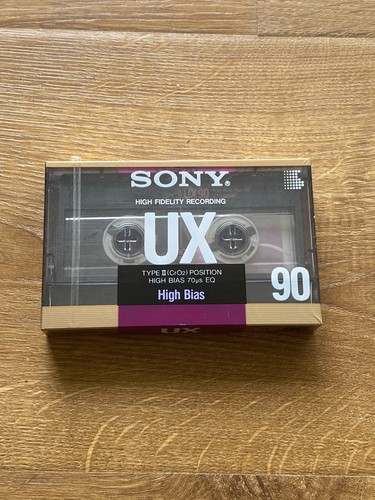 SONY®
UX90
HIGH FIDELITY RECORDING
UX
TYPE II (CrO2) POSITION
HIGH BIAS 70µs EQ
High Bias
90
UX